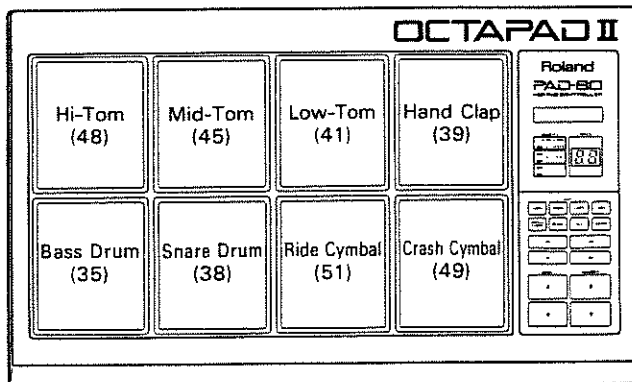 OCTAPAD II
Roland
PAD-80
Hi-Tom
(48)
Mid-Tom
(45)
Low-Tom
(41)
Hand Clap
(39)
Bass Drum
(35)
Snare Drum
(38)
Ride Cymbal
(51)
Crash Cymbal
(49)